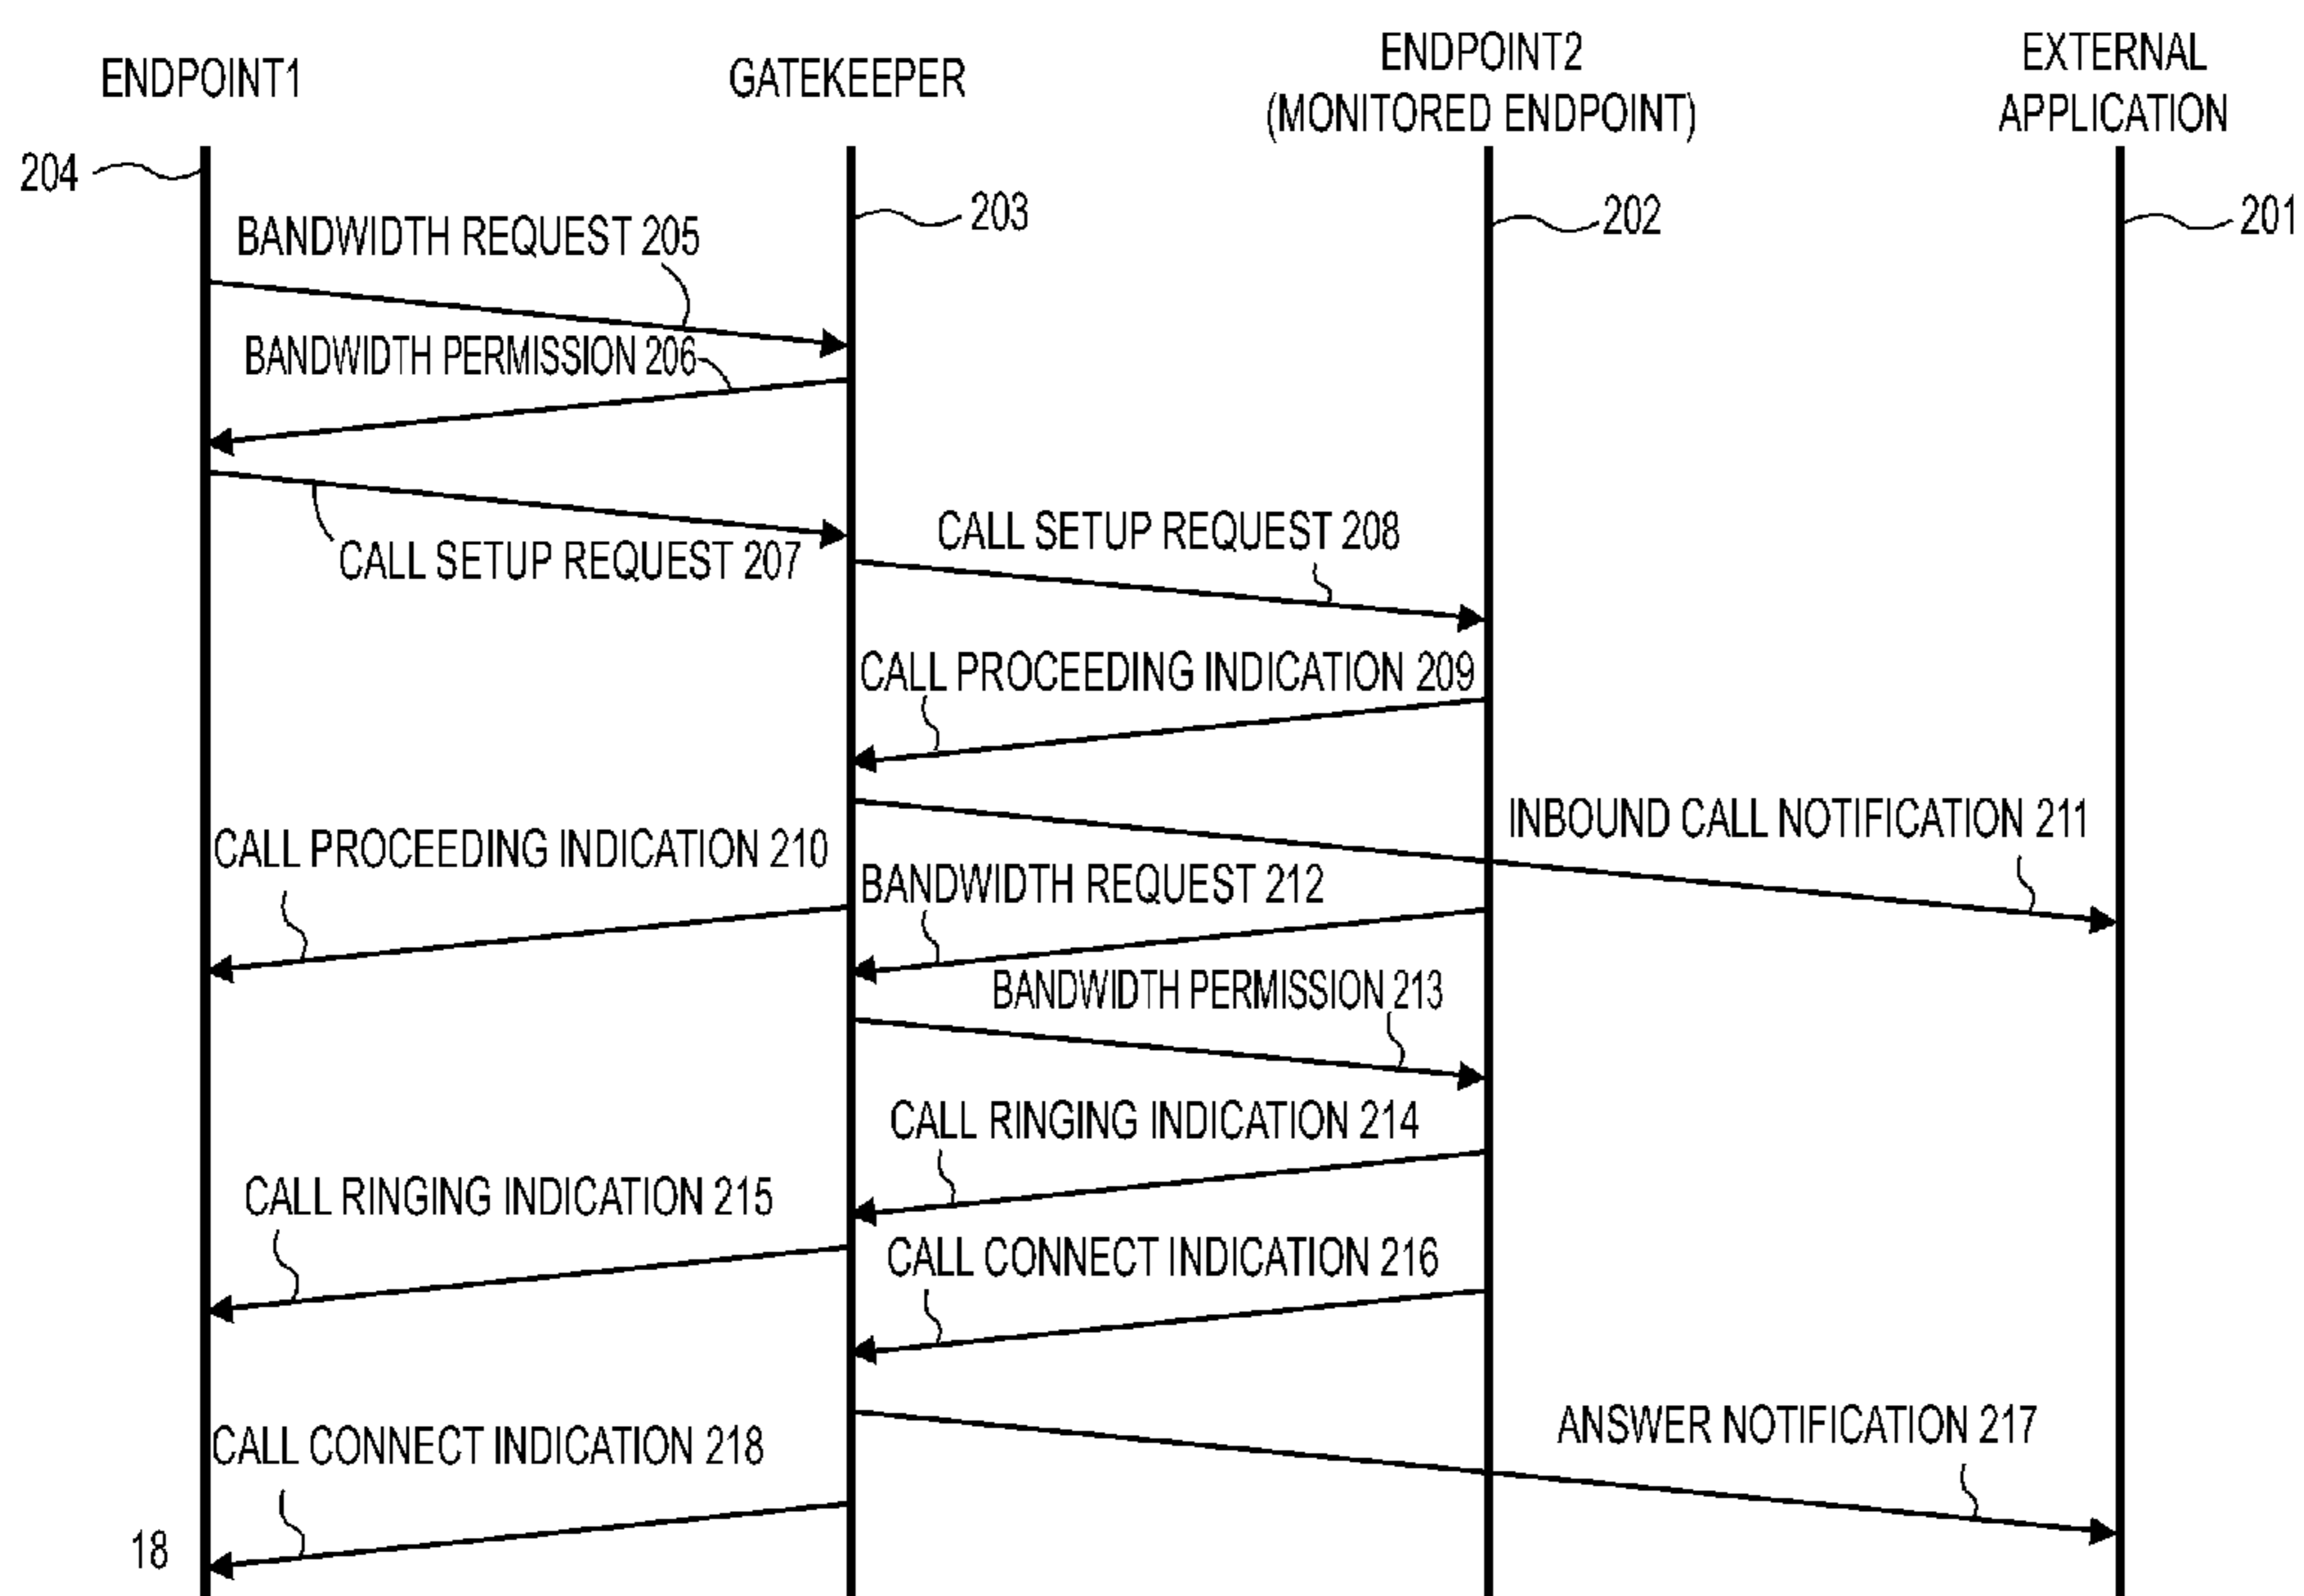 ENDPOINT1
GATEKEEPER
ENDPOINT2
(MONITORED ENDPOINT)
EXTERNAL
APPLICATION
204
203
202
201
BANDWIDTH REQUEST 205
BANDWIDTH PERMISSION 206
CALL SETUP REQUEST 207
CALL SETUP REQUEST 208
CALL PROCEEDING INDICATION 209
INBOUND CALL NOTIFICATION 211
CALL PROCEEDING INDICATION 210
BANDWIDTH REQUEST 212
BANDWIDTH PERMISSION 213
CALL RINGING INDICATION 214
CALL RINGING INDICATION 215
CALL CONNECT INDICATION 216
ANSWER NOTIFICATION 217
CALL CONNECT INDICATION 218
18